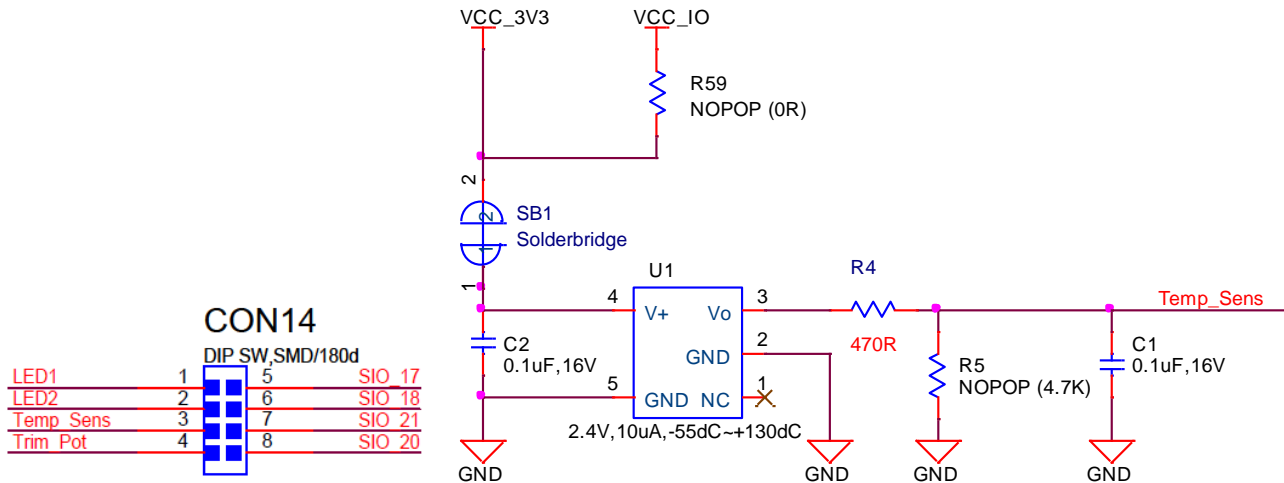 VCC_3V3
VCC_IO
R59
NOPOP (0R)
2
2
SB1
Solderbridge
1
1
U1
R4
4
V+
Vo
3
Temp_Sens
C2
0.1uF,16V
GND
2
470R
R5
NOPOP (4.7K)
C1
0.1uF,16V
5
GND
NC
1
2.4V,10uA,-55dC~+130dC
GND
GND
GND
GND
CON14
DIP SW,SMD/180d
LED1
1
5
SIO_17
LED2
2
6
SIO_18
Temp_Sens
3
7
SIO_21
Trim_Pot
4
8
SIO_20